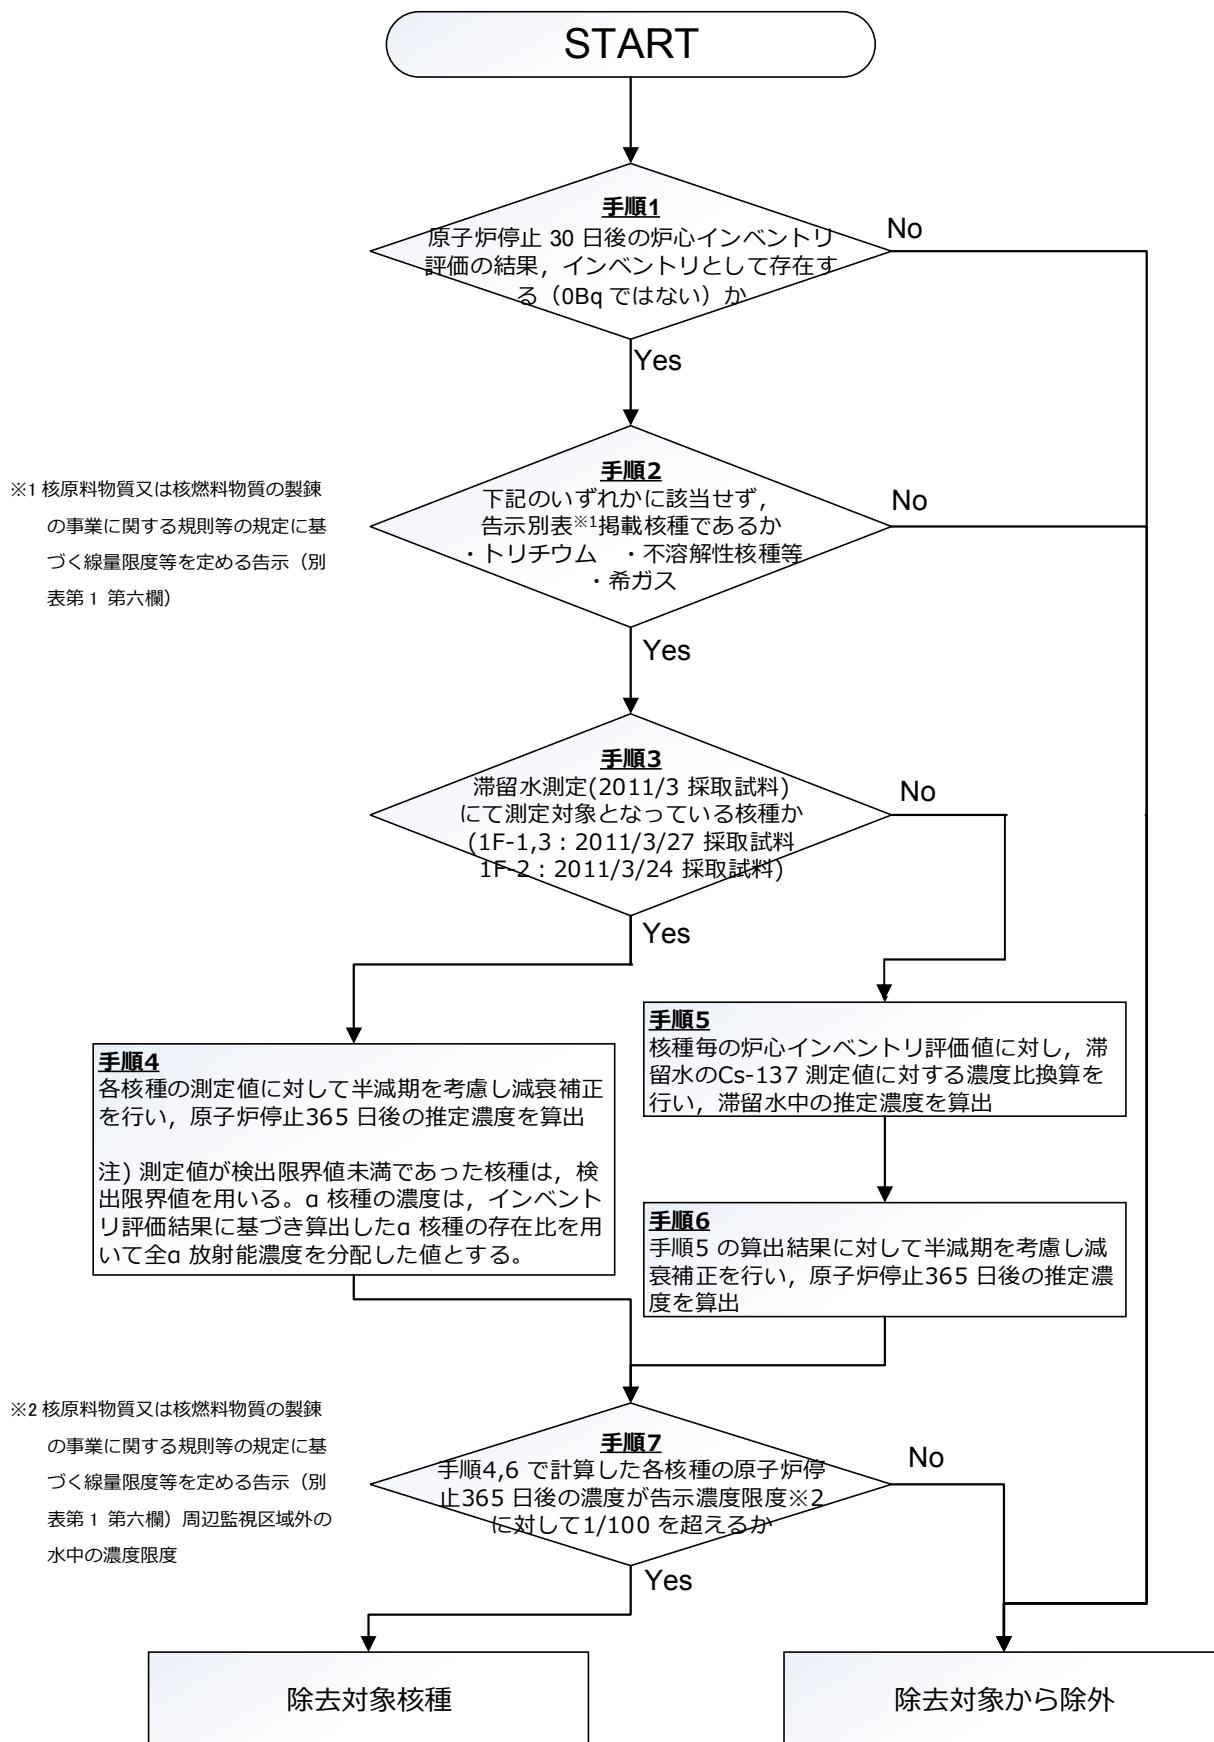 START
手順1
原子炉停止 30 日後の炉心インベントリ
評価の結果，インベントリとして存在す
る（0Bq ではない）か
No
Yes
※1 核原料物質又は核燃料物質の製錬
の事業に関する規則等の規定に基
づく線量限度等を定める告示（別
表第 1 第六欄）
手順2
下記のいずれかに該当せず，
告示別表※1掲載核種であるか
・トリチウム ・不溶解性核種等
・希ガス
No
Yes
手順3
滞留水測定(2011/3 採取試料)
にて測定対象となっている核種か
(1F-1,3：2011/3/27 採取試料
1F-2：2011/3/24 採取試料)
No
Yes
手順4
各核種の測定値に対して半減期を考慮し減衰補正
を行い，原子炉停止365 日後の推定濃度を算出
注) 測定値が検出限界値未満であった核種は，検
出限界値を用いる。α 核種の濃度は，インベント
リ評価結果に基づき算出したα 核種の存在比を用
いて全α 放射能濃度を分配した値とする。
手順5
核種毎の炉心インベントリ評価値に対し，滞
留水のCs-137 測定値に対する濃度比換算を
行い，滞留水中の推定濃度を算出
手順6
手順5 の算出結果に対して半減期を考慮し減
衰補正を行い，原子炉停止365 日後の推定濃
度を算出
※2 核原料物質又は核燃料物質の製錬
の事業に関する規則等の規定に基
づく線量限度等を定める告示（別
表第 1 第六欄）周辺監視区域外の
水中の濃度限度
手順7
手順4,6 で計算した各核種の原子炉停
止365 日後の濃度が告示濃度限度※2
に対して1/100 を超えるか
No
Yes
除去対象核種
除去対象から除外